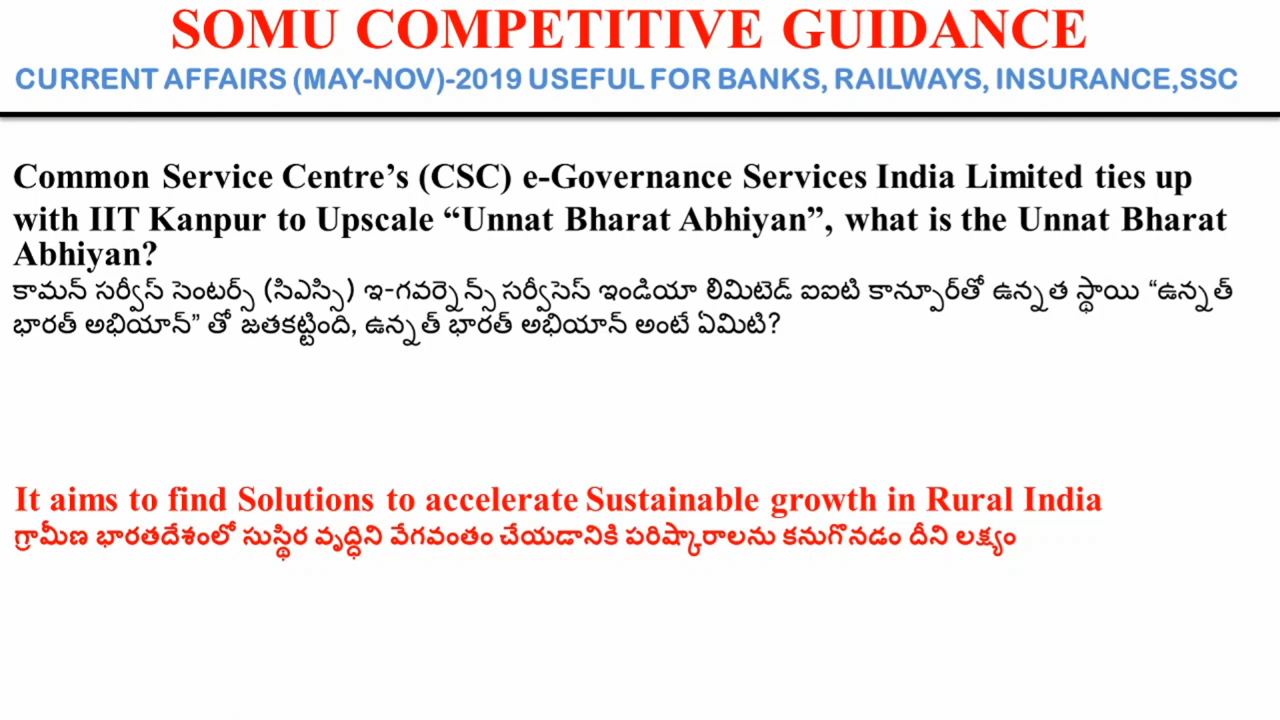 SOMU COMPETITIVE GUIDANCE
CURRENT AFFAIRS (MAY-NOV)-2019 USEFUL FOR BANKS, RAILWAYS, INSURANCE,SSC
Common Service Centre’s (CSC) e-Governance Services India Limited ties up
with IIT Kanpur to Upscale “Unnat Bharat Abhiyan”, what is the Unnat Bharat
Abhiyan?
కామన్ సర్వీస్ సెంటర్స్ (సిఎస్సి) ఇ-గవర్నెన్స్ సర్వీసెస్ ఇండియా లిమిటెడ్ ఐఐటి కాన్పూర్‌తో ఉన్నత స్థాయి “ఉన్నత్
భారత్ అభియాన్” తో జతకట్టింది, ఉన్నత్ భారత్ అభియాన్ అంటే ఏమిటి?
It aims to find Solutions to accelerate Sustainable growth in Rural India
గ్రామీణ భారతదేశంలో సుస్థిర వృద్ధిని వేగవంతం చేయడానికి పరిష్కారాలను కనుగొనడం దీని లక్ష్యం